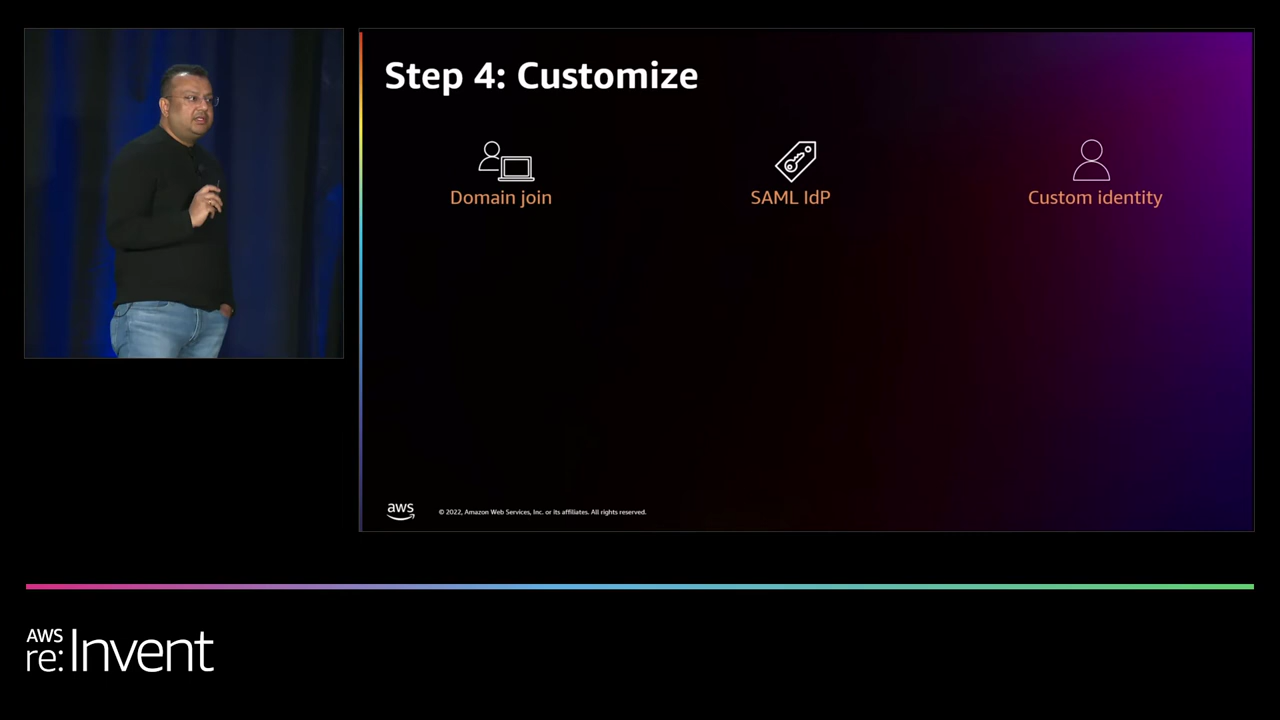 Step 4: Customize
Domain join
SAML IdP
Custom identity
aws
© 2022, Amazon Web Services, Inc. or its affiliates. All rights reserved.
AWS
re:Invent